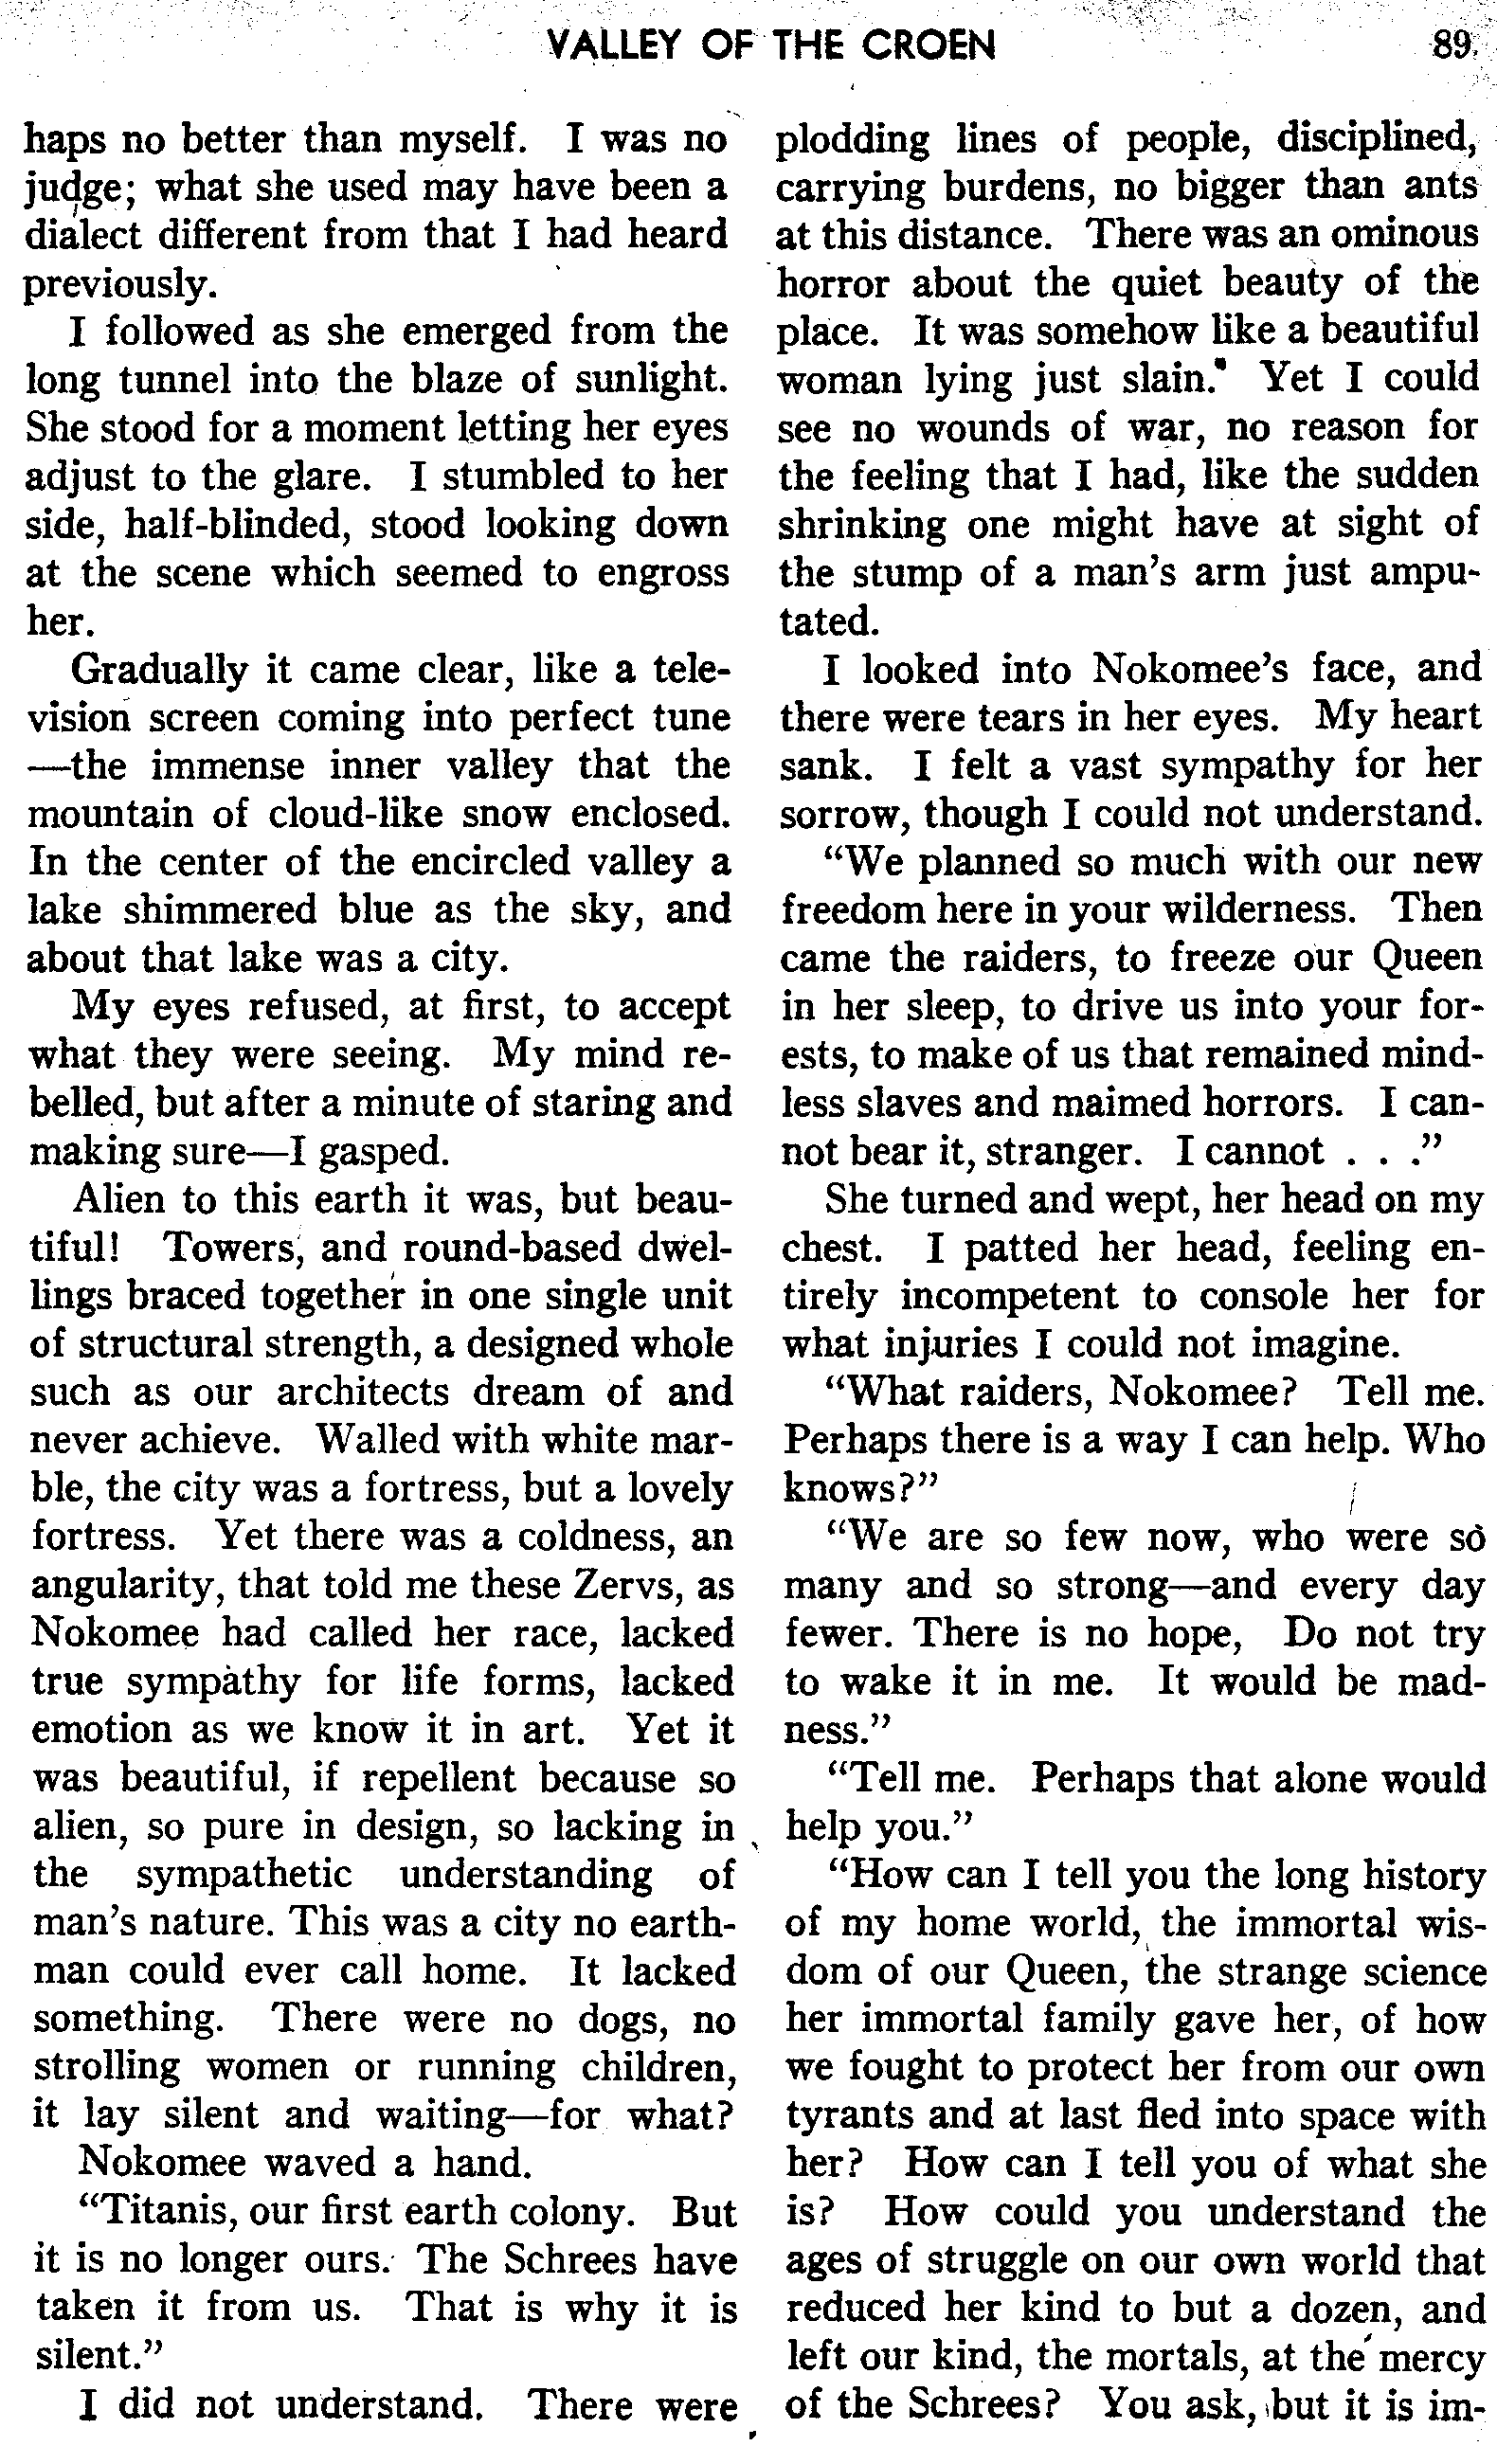 VALLEY OF THE CROEN 89
haps no better than myself. I was no
judge; what she used may have been a
dialect different from that I had heard
previously.
I followed as she emerged from the
long tunnel into the blaze of sunlight.
She stood for a moment letting her eyes
adjust to the glare. I stumbled to her
side, half-blinded, stood looking down
at the scene which seemed to engross
her.
Gradually it came clear, like a tele-
vision screen coming into perfect tune
—the immense inner valley that the
mountain of cloud-like snow enclosed.
In the center of the encircled valley a
lake shimmered blue as the sky, and
about that lake was a city.
My eyes refused, at first, to accept
what they were seeing. My mind re-
belled, but after a minute of staring and
making sure—I gasped.
Alien to this earth it was, but beau-
tiful! Towers, and round-based dwel-
lings braced together in one single unit
of structural strength, a designed whole
such as our architects dream of and
never achieve. Walled with white mar-
ble, the city was a fortress, but a lovely
fortress. Yet there was a coldness, an
angularity, that told me these Zervs, as
Nokomee had called her race, lacked
true sympathy for life forms, lacked
emotion as we know it in art. Yet it
was beautiful, if repellent because so
alien, so pure in design, so lacking in
the sympathetic understanding of
man's nature. This was a city no earth-
man could ever call home. It lacked
something. There were no dogs, no
strolling women or running children,
it lay silent and waiting—for what?
Nokomee waved a hand.
"Titanis, our first earth colony. But
it is no longer ours. The Schrees have
taken it from us. That is why it is
silent."
I did not understand. There were
plodding lines of people, disciplined,
carrying burdens, no bigger than ants
at this distance. There was an ominous
horror about the quiet beauty of the
place. It was somehow like a beautiful
woman lying just slain. Yet I could
see no wounds of war, no reason for
the feeling that I had, like the sudden
shrinking one might have at sight of
the stump of a man's arm just ampu-
tated.
I looked into Nokomee's face, and
there were tears in her eyes. My heart
sank. I felt a vast sympathy for her
sorrow, though I could not understand.
"We planned so much with our new
freedom here in your wilderness. Then
came the raiders, to freeze our Queen
in her sleep, to drive us into your for-
ests, to make of us that remained mind-
less slaves and maimed horrors. I can-
not bear it, stranger. I cannot . . ."
She turned and wept, her head on my
chest. I patted her head, feeling en-
tirely incompetent to console her for
what injuries I could not imagine.
"What raiders, Nokomee? Tell me.
Perhaps there is a way I can help. Who
knows?"
"We are so few now, who were so
many and so strong—and every day
fewer. There is no hope, Do not try
to wake it in me. It would be mad-
ness."
"Tell me. Perhaps that alone would
help you."
"How can I tell you the long history
of my home world, the immortal wis-
dom of our Queen, the strange science
her immortal family gave her, of how
we fought to protect her from our own
tyrants and at last fled into space with
her? How can I tell you of what she
is? How could you understand the
ages of struggle on our own world that
reduced her kind to but a dozen, and
left our kind, the mortals, at the mercy
of the Schrees? You ask, but it is im-